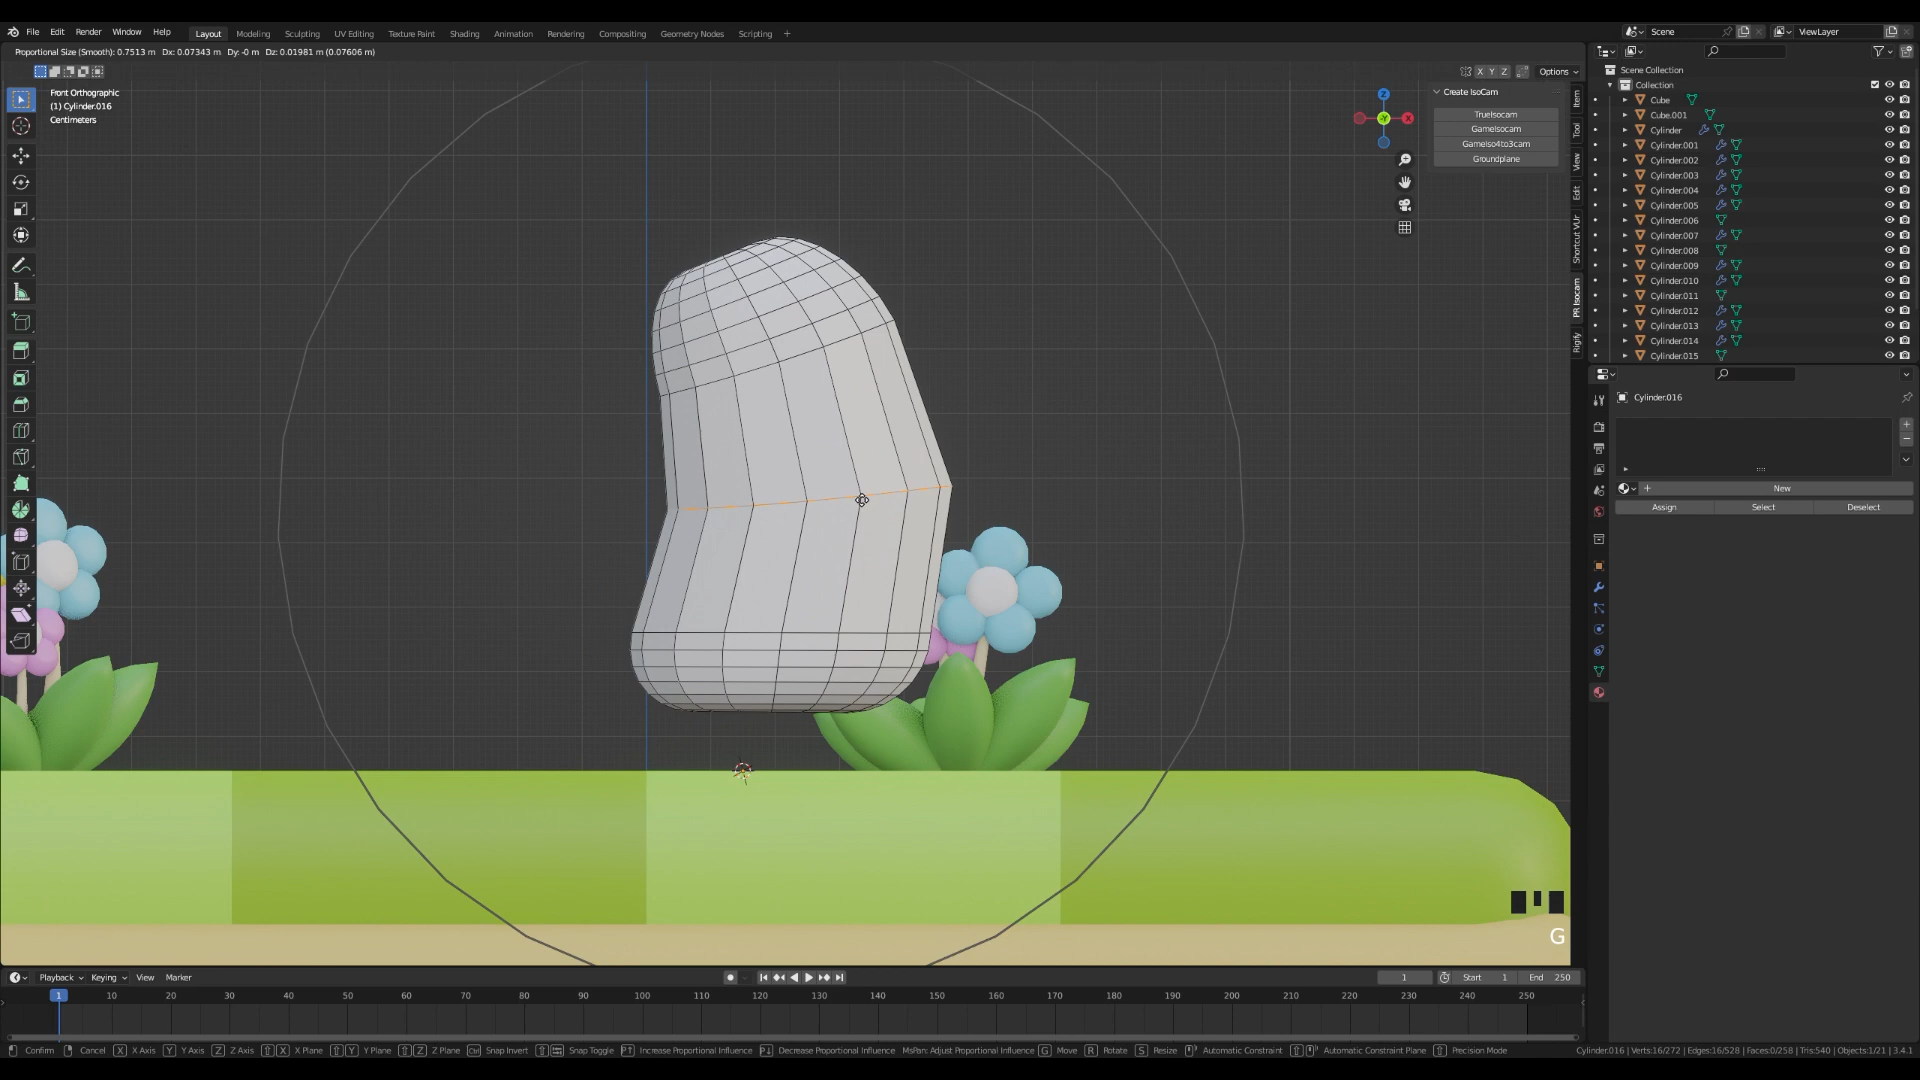 File Edit Render Window Help Layout Modeling Sculpting UV Editing Texture Paint Shading Animation Rendering Compositing Geometry Nodes Scripting + Scene ViewLayer
Proportional Size (Smooth): 0.7513 m Dx: 0.07343 m Dy: -0 m Dz: 0.01981 m (0.07606 m)
X Y Z Options
Front Orthographic
(1) Cylinder.016
Centimeters
Z
X
-Y
Create IsoCam
TrueIsocam
GameIsocam
GameIso4to3cam
Groundplane
Item
Tool
View
Edit
Shortcut VUr
PR Isocam
Rigify
Scene Collection
Collection
Cube
Cube.001
Cylinder
Cylinder.001
Cylinder.002
Cylinder.003
Cylinder.004
Cylinder.005
Cylinder.006
Cylinder.007
Cylinder.008
Cylinder.009
Cylinder.010
Cylinder.011
Cylinder.012
Cylinder.013
Cylinder.014
Cylinder.015
Cylinder.016
+
−
+ New
Assign Select Deselect
G
Playback Keying View Marker 1 Start 1 End 250
1 10 20 30 40 50 60 70 80 90 100 110 120 130 140 150 160 170 180 190 200 210 220 230 240 250
Confirm Cancel X X Axis Y Y Axis Z Z Axis X X Plane Y Y Plane Z Z Plane Ctrl Snap Invert Snap Toggle P↑ Increase Proportional Influence P↓ Decrease Proportional Influence MsPan: Adjust Proportional Influence G Move R Rotate S Resize Automatic Constraint Automatic Constraint Plane Precision Mode Cylinder.016 | Verts:16/272 | Edges:16/528 | Faces:0/258 | Tris:540 | Objects:1/21 | 3.4.1